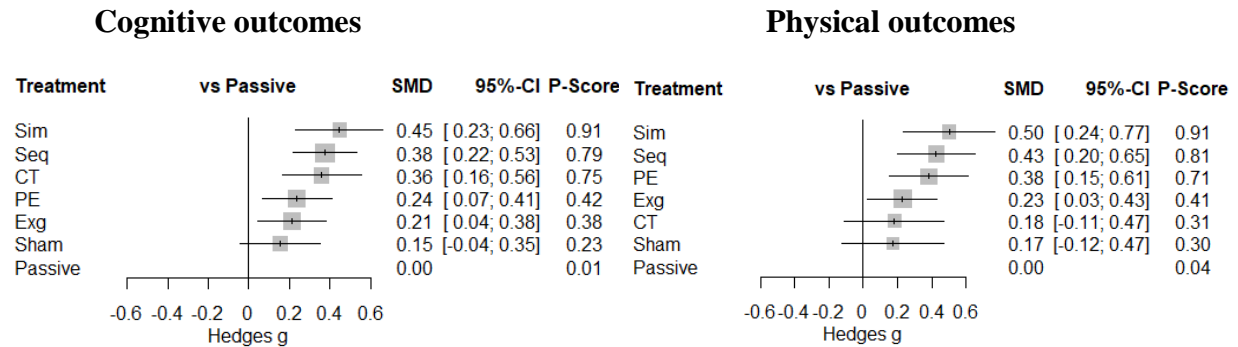 Cognitive outcomes
Treatment vs Passive SMD 95%-CI P-Score
Sim 0.45 [ 0.23; 0.66] 0.91
Seq 0.38 [ 0.22; 0.53] 0.79
CT 0.36 [ 0.16; 0.56] 0.75
PE 0.24 [ 0.07; 0.41] 0.42
Exg 0.21 [ 0.04; 0.38] 0.38
Sham 0.15 [-0.04; 0.35] 0.23
Passive 0.00 0.01
-0.6 -0.4 -0.2 0 0.2 0.4 0.6
Hedges g
Physical outcomes
Treatment vs Passive SMD 95%-CI P-Score
Sim 0.50 [ 0.24; 0.77] 0.91
Seq 0.43 [ 0.20; 0.65] 0.81
PE 0.38 [ 0.15; 0.61] 0.71
Exg 0.23 [ 0.03; 0.43] 0.41
CT 0.18 [-0.11; 0.47] 0.31
Sham 0.17 [-0.12; 0.47] 0.30
Passive 0.00 0.04
-0.6 -0.4 -0.2 0 0.2 0.4 0.6
Hedges g